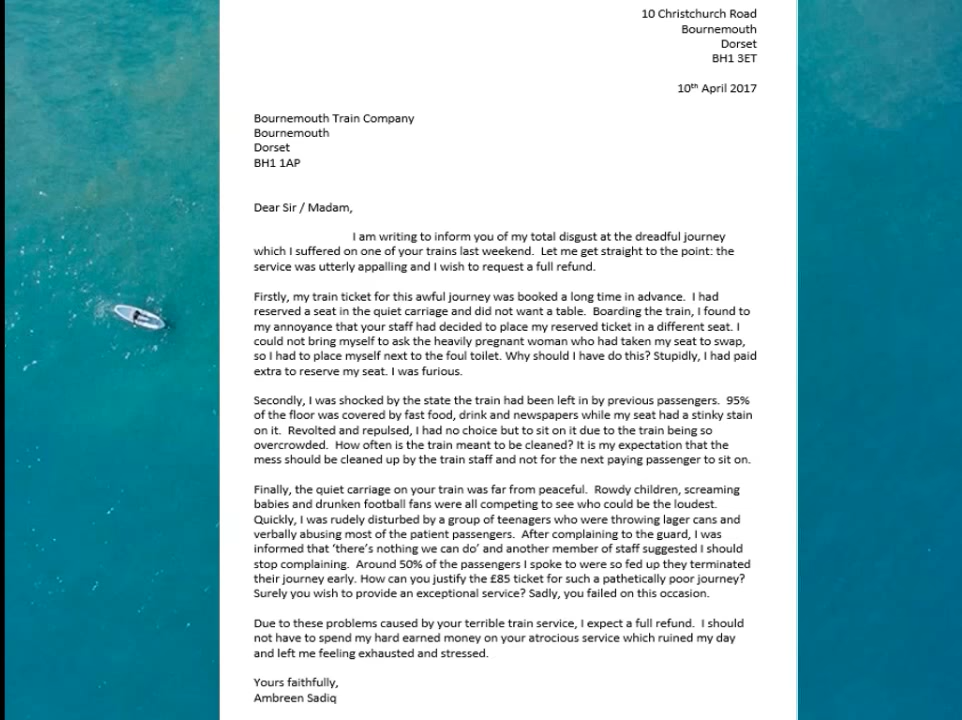 10 Christchurch Road
Bournemouth
Dorset
BH1 3ET
10th April 2017
Bournemouth Train Company
Bournemouth
Dorset
BH1 1AP
Dear Sir / Madam,
I am writing to inform you of my total disgust at the dreadful journey
which I suffered on one of your trains last weekend. Let me get straight to the point: the
service was utterly appalling and I wish to request a full refund.
Firstly, my train ticket for this awful journey was booked a long time in advance. I had
reserved a seat in the quiet carriage and did not want a table. Boarding the train, I found to
my annoyance that your staff had decided to place my reserved ticket in a different seat. I
could not bring myself to ask the heavily pregnant woman who had taken my seat to swap,
so I had to place myself next to the foul toilet. Why should I have do this? Stupidly, I had paid
extra to reserve my seat. I was furious.
Secondly, I was shocked by the state the train had been left in by previous passengers. 95%
of the floor was covered by fast food, drink and newspapers while my seat had a stinky stain
on it. Revolted and repulsed, I had no choice but to sit on it due to the train being so
overcrowded. How often is the train meant to be cleaned? It is my expectation that the
mess should be cleaned up by the train staff and not for the next paying passenger to sit on.
Finally, the quiet carriage on your train was far from peaceful. Rowdy children, screaming
babies and drunken football fans were all competing to see who could be the loudest.
Quickly, I was rudely disturbed by a group of teenagers who were throwing lager cans and
verbally abusing most of the patient passengers. After complaining to the guard, I was
informed that ‘there’s nothing we can do’ and another member of staff suggested I should
stop complaining. Around 50% of the passengers I spoke to were so fed up they terminated
their journey early. How can you justify the £85 ticket for such a pathetically poor journey?
Surely you wish to provide an exceptional service? Sadly, you failed on this occasion.
Due to these problems caused by your terrible train service, I expect a full refund. I should
not have to spend my hard earned money on your atrocious service which ruined my day
and left me feeling exhausted and stressed.
Yours faithfully,
Ambreen Sadiq